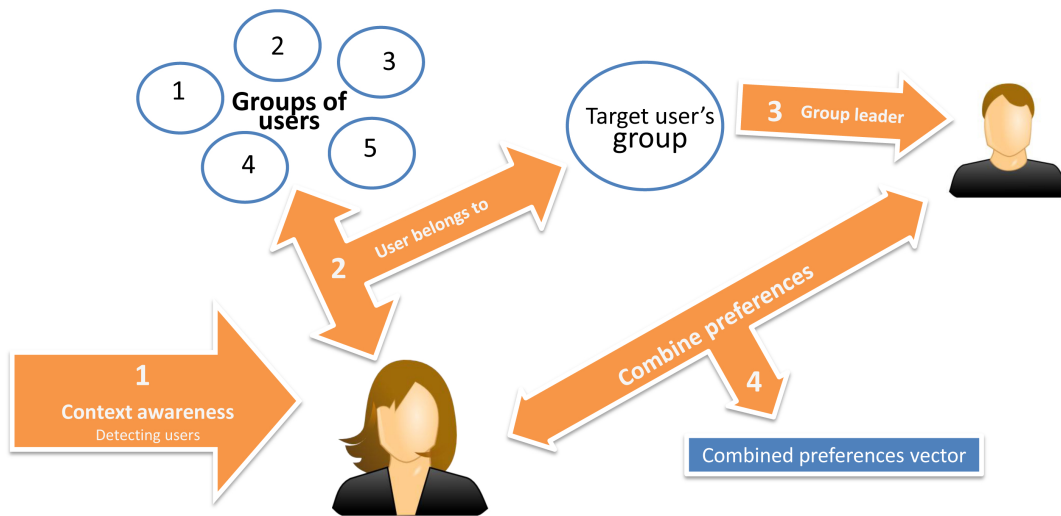 2
3
1
Groups of
users
4
5
Target user's
group
3 Group leader
User belongs to
2
Combine preferences
4
1
Context awareness
Detecting users
Combined preferences vector